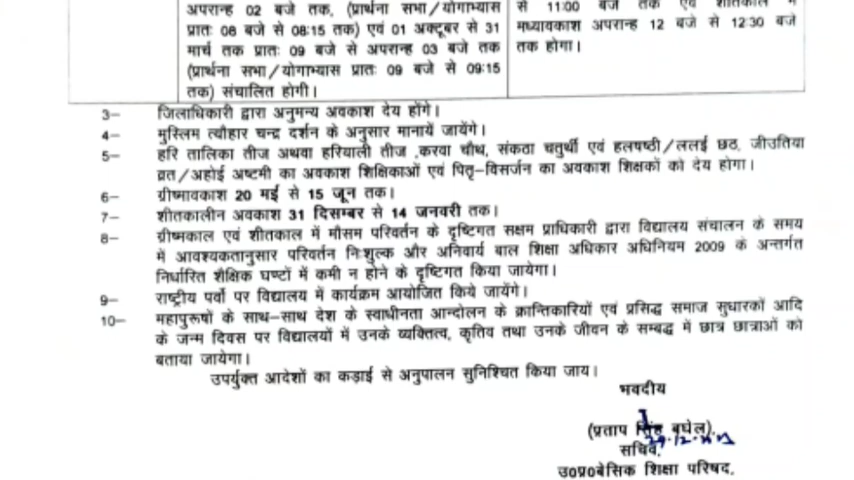 अपरान्ह 02 बजे तक, (प्रार्थना सभा/योगाभ्यास
प्रातः 08 बजे से 08:15 तक) एवं 01 अक्टूबर से 31
मार्च तक प्रातः 09 बजे से अपरान्ह 03 बजे तक
(प्रार्थना सभा/योगाभ्यास प्रातः 09 बजे से 09:15
तक) संचालित होगी।
से 11:00 बजे तक एवं शीतकाल में
मध्यावकाश अपरान्ह 12 बजे से 12:30 बजे
तक होगा।
3– जिलाधिकारी द्वारा अनुमन्य अवकाश देय होंगे।
4– मुस्लिम त्यौहार चन्द्र दर्शन के अनुसार मानायें जायेंगे।
5– हरि तालिका तीज अथवा हरियाली तीज ,करवा चौथ, संकठा चतुर्थी एवं हलषष्ठी/ललई छठ, जीउतिया
व्रत/अहोई अष्टमी का अवकाश शिक्षिकाओं एवं पितृ–विसर्जन का अवकाश शिक्षकों को देय होगा।
6– ग्रीष्मावकाश 20 मई से 15 जून तक।
7– शीतकालीन अवकाश 31 दिसम्बर से 14 जनवरी तक।
8– ग्रीष्मकाल एवं शीतकाल में मौसम परिवर्तन के दृष्टिगत सक्षम प्राधिकारी द्वारा विद्यालय संचालन के समय
में आवश्यकतानुसार परिवर्तन निःशुल्क और अनिवार्य बाल शिक्षा अधिकार अधिनियम 2009 के अन्तर्गत
निर्धारित शैक्षिक घण्टों में कमी न होने के दृष्टिगत किया जायेगा।
9– राष्ट्रीय पर्वो पर विद्यालय में कार्यक्रम आयोजित किये जायेंगे।
10– महापुरूषों के साथ–साथ देश के स्वाधीनता आन्दोलन के क्रान्तिकारियों एवं प्रसिद्ध समाज सुधारकों आदि
के जन्म दिवस पर विद्यालयों में उनके व्यक्तित्व, कृतिय तथा उनके जीवन के सम्बद्ध में छात्र छात्राओं को
बताया जायेगा।
उपर्युक्त आदेशों का कड़ाई से अनुपालन सुनिश्चित किया जाय।
भवदीय
(प्रताप सिंह बघेल)
सचिव,
उ0प्र0बेसिक शिक्षा परिषद,